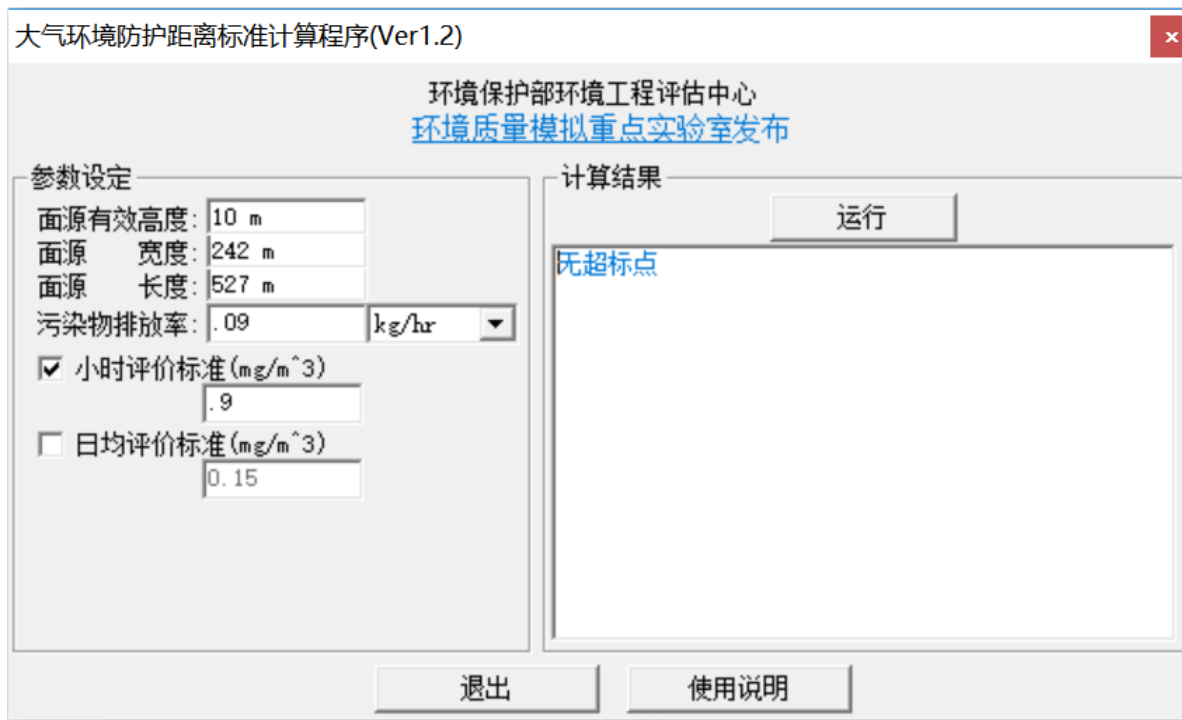 大气环境防护距离标准计算程序(Ver1.2)
x
环境保护部环境工程评估中心
环境质量模拟重点实验室发布
参数设定
面源有效高度: 10 m
面源 宽度: 242 m
面源 长度: 527 m
污染物排放率: .09 kg/hr
小时评价标准(mg/m^3)
.9
日均评价标准(mg/m^3)
0.15
计算结果
运行
无超标点
退出
使用说明